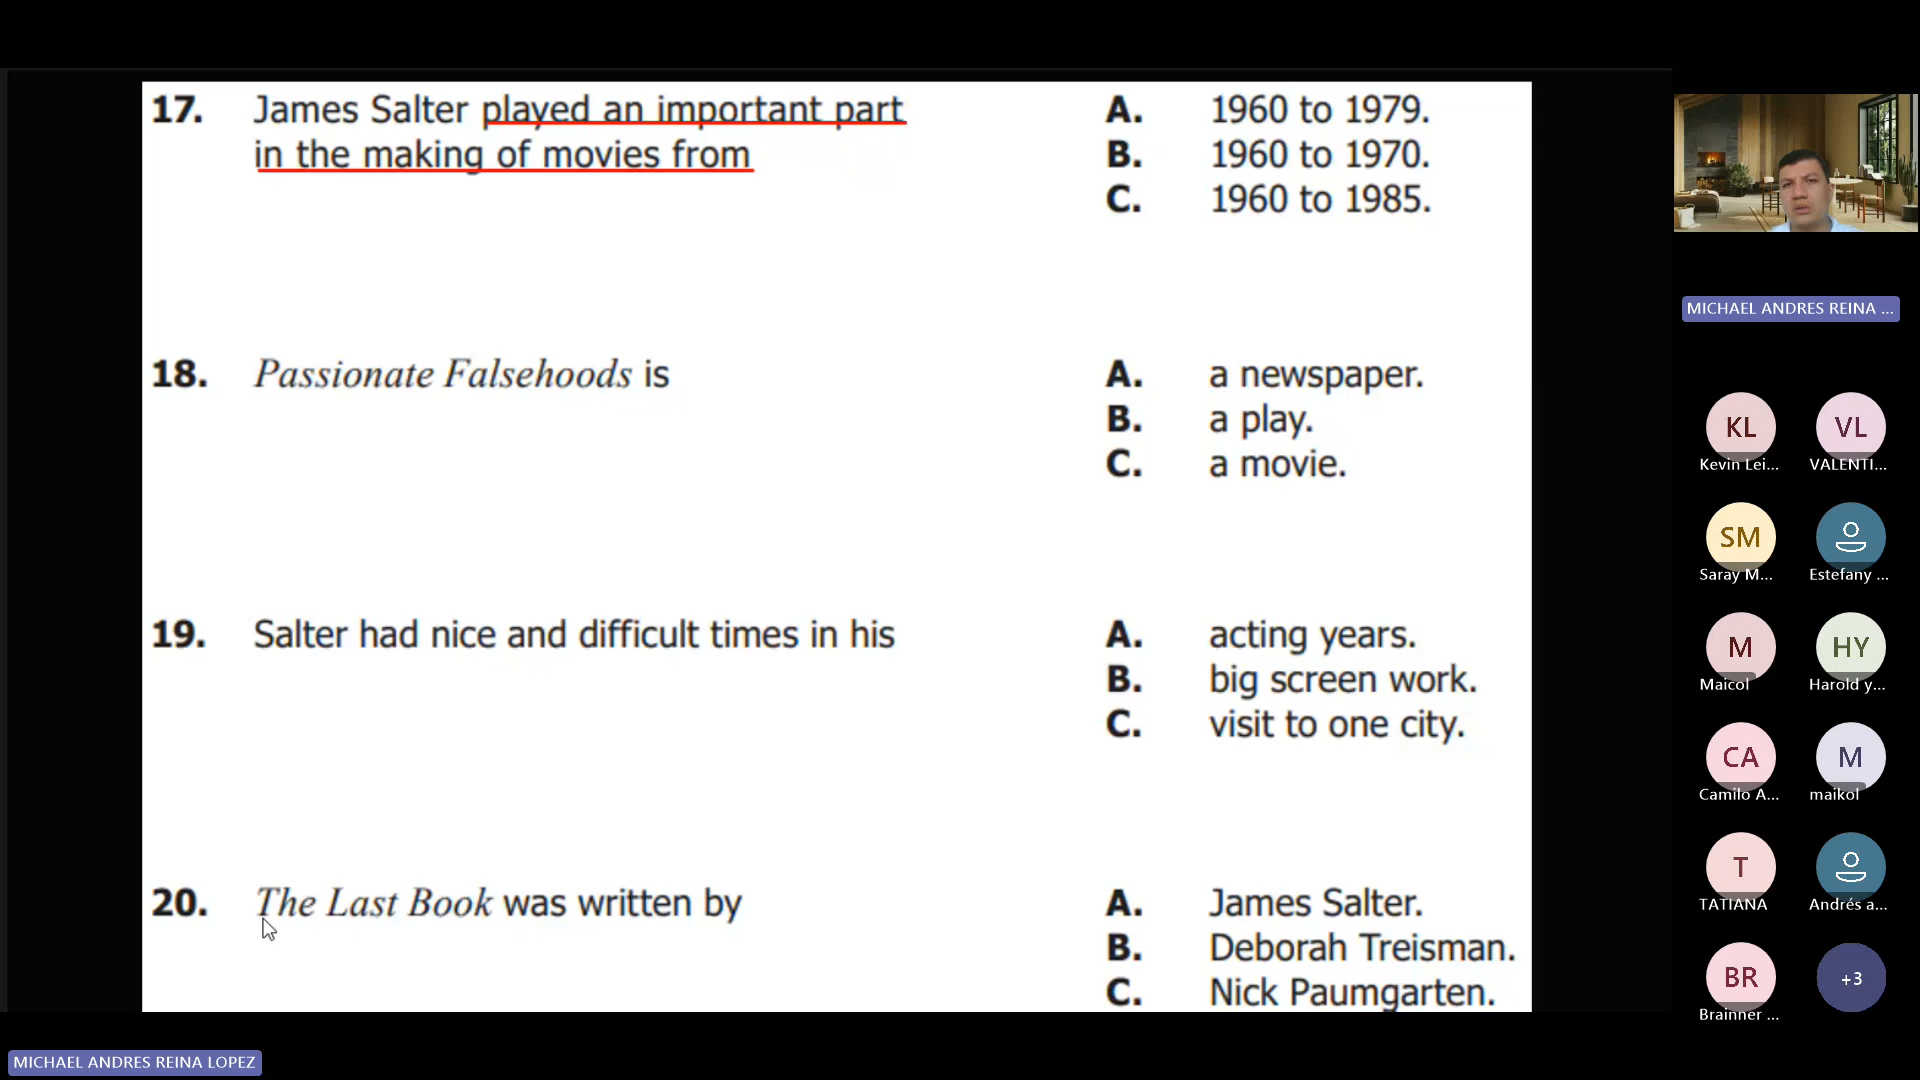 17. James Salter played an important part
in the making of movies from
A. 1960 to 1979.
B. 1960 to 1970.
C. 1960 to 1985.
18. Passionate Falsehoods is
A. a newspaper.
B. a play.
C. a movie.
19. Salter had nice and difficult times in his
A. acting years.
B. big screen work.
C. visit to one city.
20. The Last Book was written by
A. James Salter.
B. Deborah Treisman.
C. Nick Paumgarten.
MICHAEL ANDRES REINA ...
KL VL
Kevin Lei... VALENTI...
SM
Saray M... Estefany ...
M HY
Maicol Harold y...
CA M
Camilo A... maikol
T
TATIANA Andrés a...
BR +3
Brainner ...
MICHAEL ANDRES REINA LOPEZ